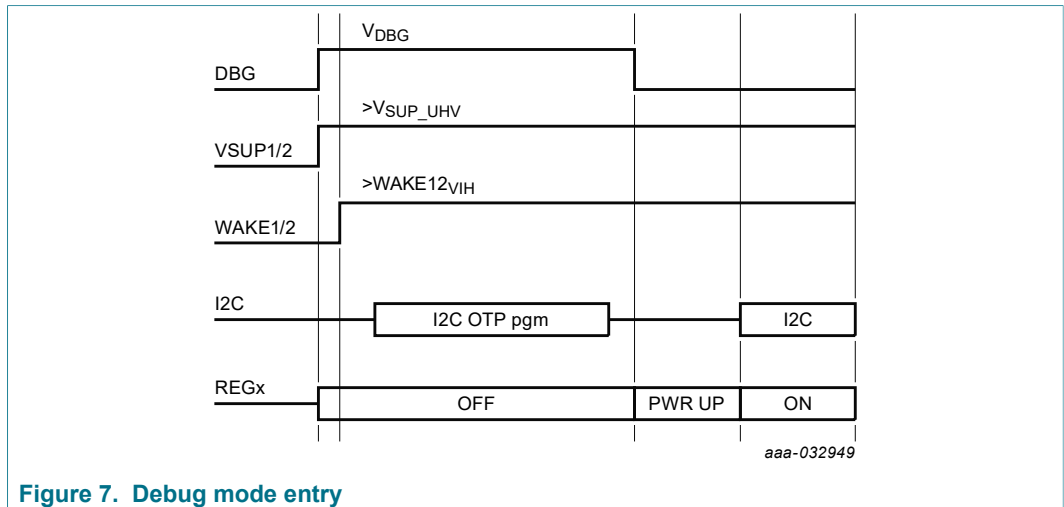 VDBG
DBG
>VSUP_UHV
VSUP1/2
>WAKE12VIH
WAKE1/2
I2C
I2C OTP pgm
I2C
REGx
OFF
PWR UP
ON
aaa-032949
Figure 7. Debug mode entry